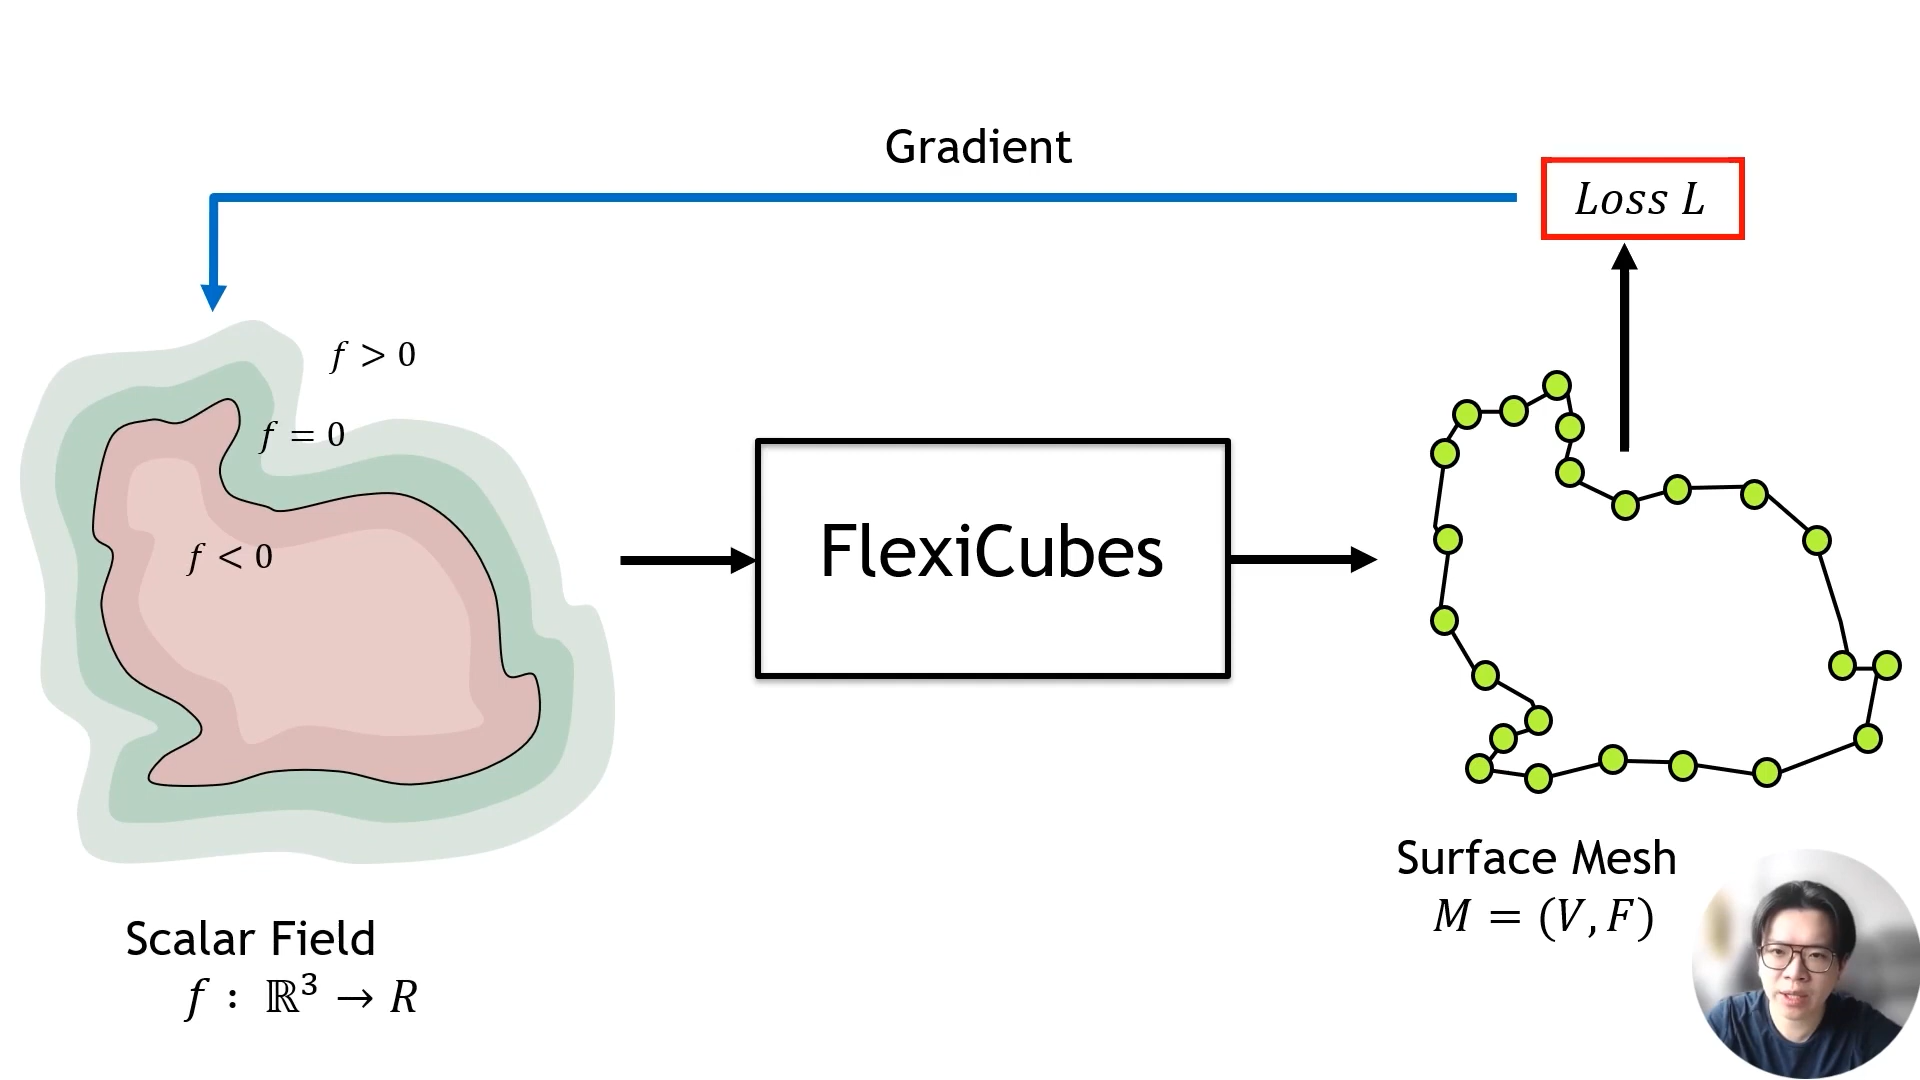 Gradient
Loss L
f > 0
f = 0
f < 0
FlexiCubes
Surface Mesh
M = (V, F)
Scalar Field
f : ℝ³ → R